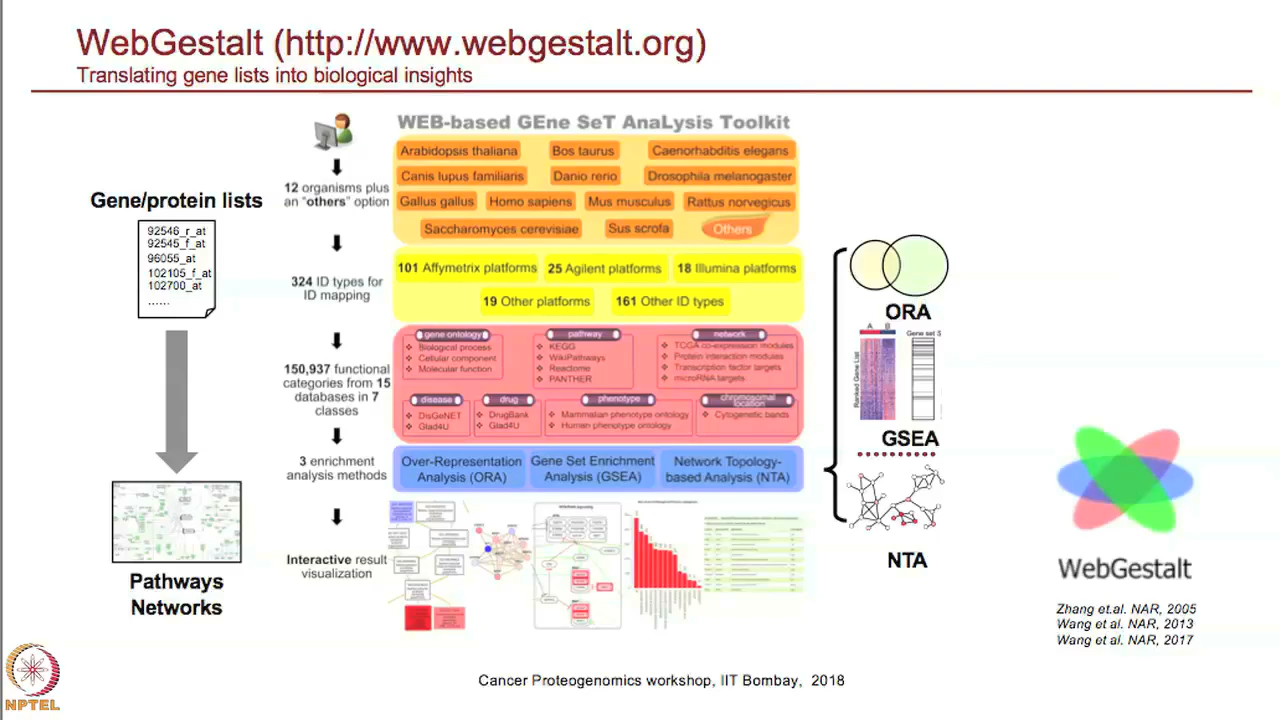 WebGestalt (http://www.webgestalt.org)
Translating gene lists into biological insights
Gene/protein lists
92546_r_at
92545_f_at
96055_at
102105_f_at
102700_at
......
Pathways
Networks
12 organisms plus
an "others" option
324 ID types for
ID mapping
150,937 functional
categories from 15
databases in 7
classes
3 enrichment
analysis methods
Interactive result
visualization
WEB-based GEne SeT AnaLysis Toolkit
Arabidopsis thaliana Bos taurus Caenorhabditis elegans
Canis lupus familiaris Danio rerio Drosophila melanogaster
Gallus gallus Homo sapiens Mus musculus Rattus norvegicus
Saccharomyces cerevisiae Sus scrofa Others
101 Affymetrix platforms 25 Agilent platforms 18 Illumina platforms
19 Other platforms 161 Other ID types
gene ontology
Biological process
Cellular component
Molecular function
pathway
KEGG
WikiPathways
Reactome
PANTHER
network
TCGA co-expression modules
Protein interaction modules
Transcription factor targets
microRNA targets
disease
DisGeNET
Glad4U
drug
DrugBank
Glad4U
phenotype
Mammalian phenotype ontology
Human phenotype ontology
chromosomal
location
Cytogenetic bands
Over-Representation
Analysis (ORA)
Gene Set Enrichment
Analysis (GSEA)
Network Topology-
based Analysis (NTA)
ORA
A B
Gene set S
Ranked Gene List
GSEA
NTA
WebGestalt
Zhang et.al. NAR, 2005
Wang et al. NAR, 2013
Wang et al. NAR, 2017
Cancer Proteogenomics workshop, IIT Bombay, 2018
NPTEL